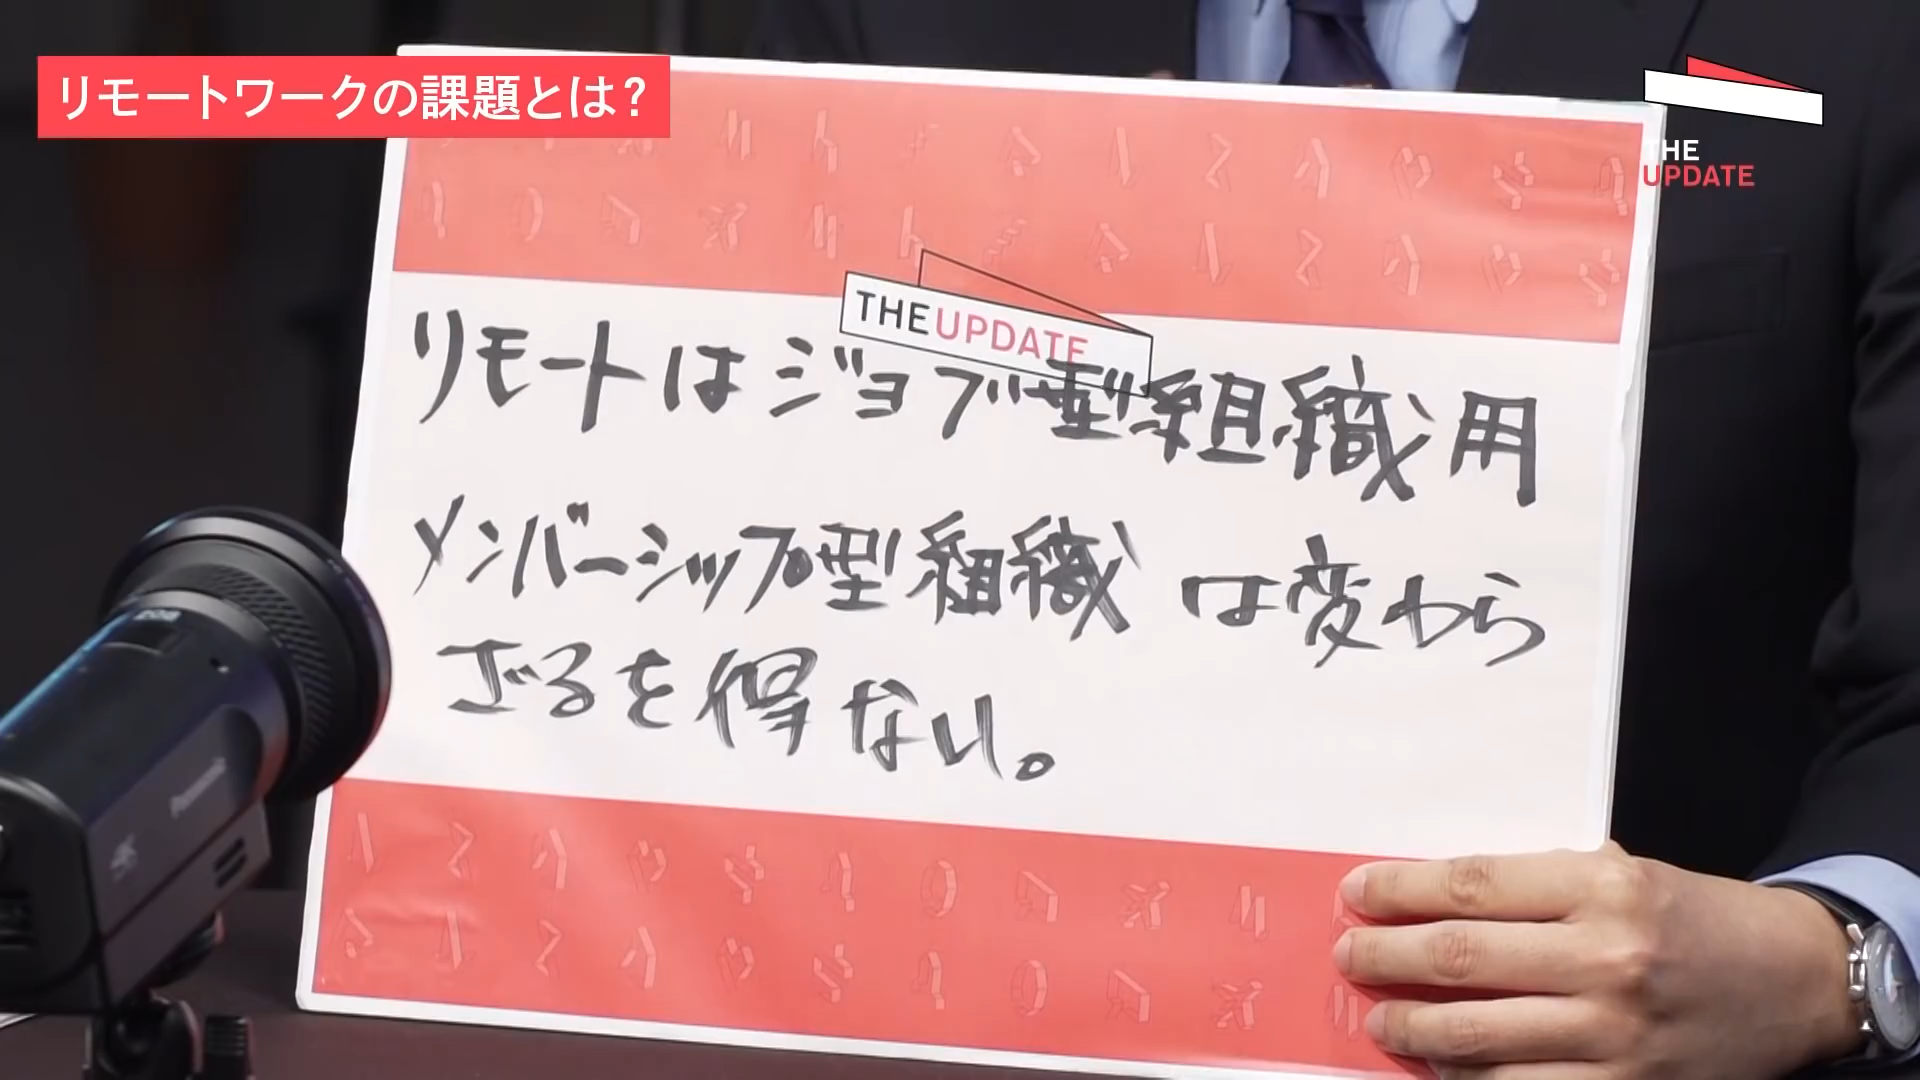 リモートワークの課題とは？
THE
UPDATE
THE UPDATE
リモートはジョブ型組織用
メンバーシップ型組織は変わら
ざるを得ない。
Panasonic
4K